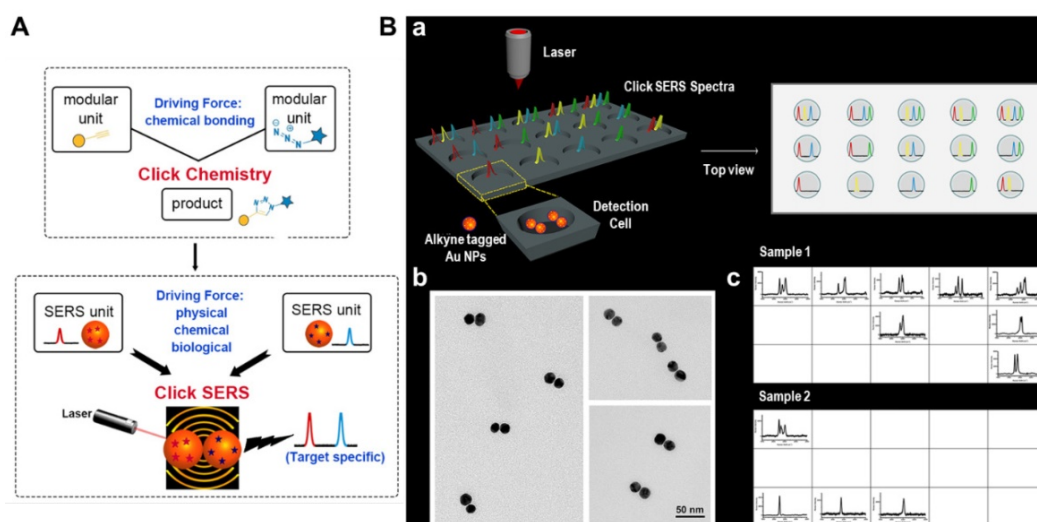 A
modular
unit
Driving Force:
chemical bonding
modular
unit
Click Chemistry
product
SERS unit
Driving Force:
physical
chemical
biological
SERS unit
Click SERS
Laser
(Target specific)
B
a
Laser
Click SERS Spectra
Top view
Detection
Cell
Alkyne tagged
Au NPs
b
50 nm
c
Sample 1
Sample 2